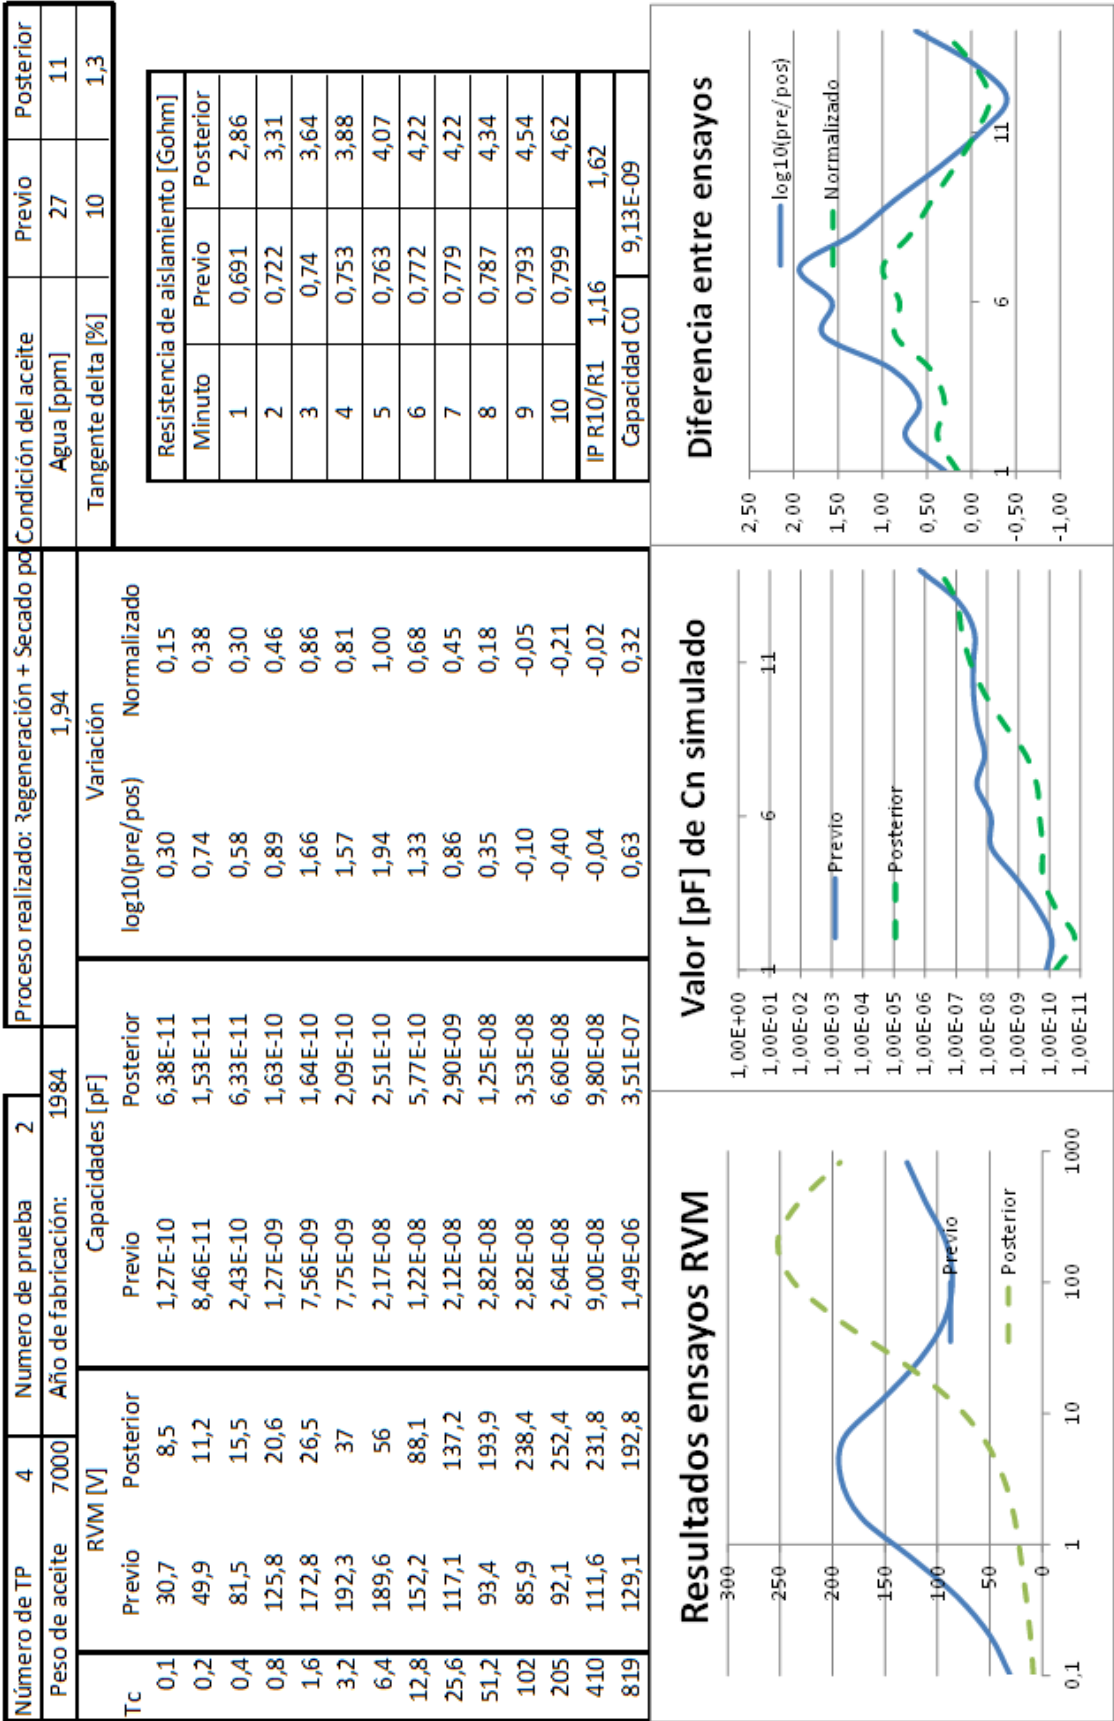 Número de TP 4 Numero de prueba 2 Proceso realizado: Regeneración + Secado po Condición del aceite Previo Posterior
Peso de aceite 7000 Año de fabricación: 1984 1,94 Agua [ppm] 27 11
RVM [V] Capacidades [pF] Variación Tangente delta [%] 10 1,3
Tc Previo Posterior Previo Posterior log10(pre/pos) Normalizado
0,1 30,7 8,5 1,27E-10 6,38E-11 0,30 0,15
0,2 49,9 11,2 8,46E-11 1,53E-11 0,74 0,38
0,4 81,5 15,5 2,43E-10 6,33E-11 0,58 0,30
0,8 125,8 20,6 1,27E-09 1,63E-10 0,89 0,46
1,6 172,8 26,5 7,56E-09 1,64E-10 1,66 0,86
3,2 192,3 37 7,75E-09 2,09E-10 1,57 0,81
6,4 189,6 56 2,17E-08 2,51E-10 1,94 1,00
12,8 152,2 88,1 1,22E-08 5,77E-10 1,33 0,68
25,6 117,1 137,2 2,12E-08 2,90E-09 0,86 0,45
51,2 93,4 193,9 2,82E-08 1,25E-08 0,35 0,18
102 85,9 238,4 2,82E-08 3,53E-08 -0,10 -0,05
205 92,1 252,4 2,64E-08 6,60E-08 -0,40 -0,21
410 111,6 231,8 9,00E-08 9,80E-08 -0,04 -0,02
819 129,1 192,8 1,49E-06 3,51E-07 0,63 0,32
Resistencia de aislamiento [Gohm]
Minuto Previo Posterior
1 0,691 2,86
2 0,722 3,31
3 0,74 3,64
4 0,753 3,88
5 0,763 4,07
6 0,772 4,22
7 0,779 4,22
8 0,787 4,34
9 0,793 4,54
10 0,799 4,62
IP R10/R1 1,16 1,62
Capacidad C0 9,13E-09
Resultados ensayos RVM
300
250
200
150
100
50
0
0,1 1 10 100 1000
Previo
Posterior
Valor [pF] de Cn simulado
1,00E+00
1,00E-01
1,00E-02
1,00E-03
1,00E-04
1,00E-05
1,00E-06
1,00E-07
1,00E-08
1,00E-09
1,00E-10
1,00E-11
1 6 11
Previo
Posterior
Diferencia entre ensayos
2,50
2,00
1,50
1,00
0,50
0,00
-0,50
-1,00
1 6 11
log10(pre/pos)
Normalizado